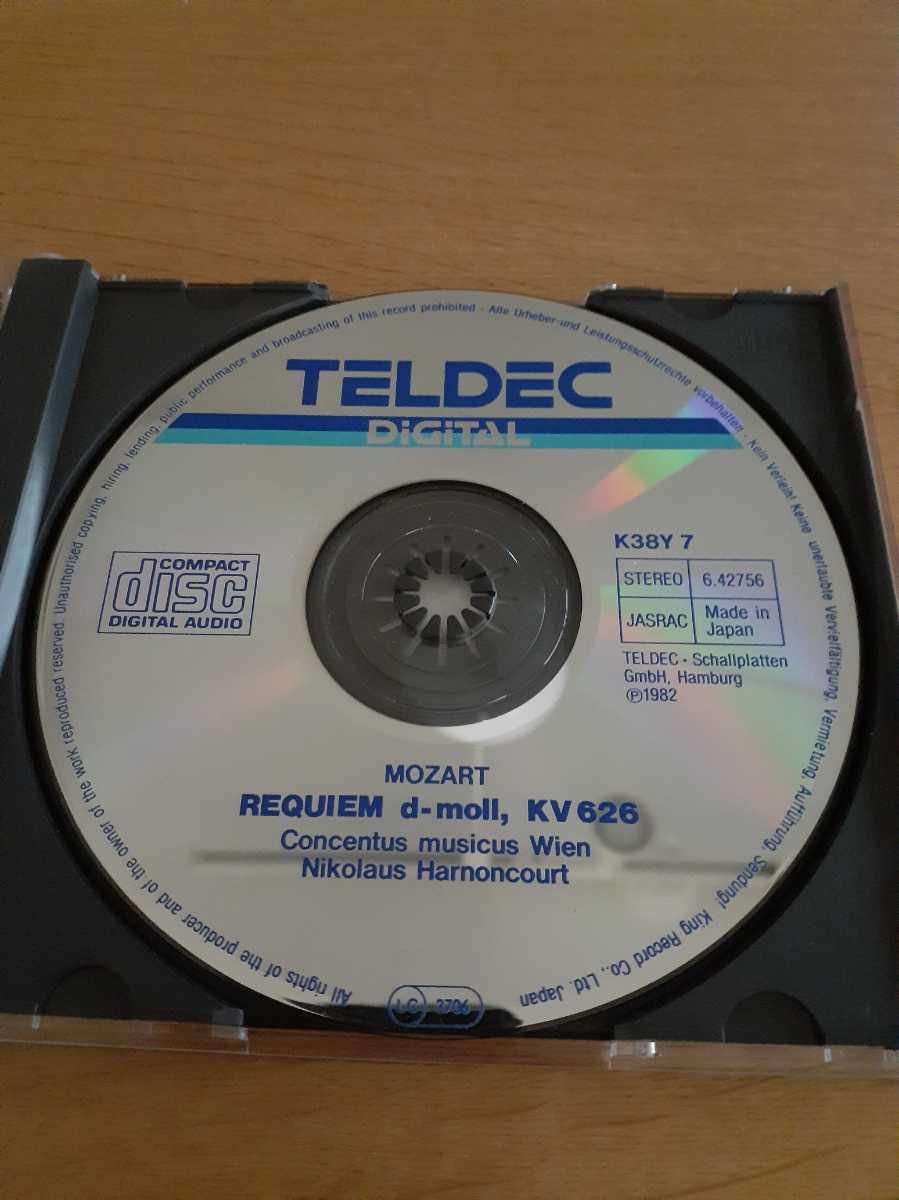 TELDEC
DiGiTAL
COMPACT
disc
DIGITAL AUDIO
K38Y 7
STEREO 6.42756
JASRAC Made in
Japan
TELDEC · Schallplatten
GmbH, Hamburg
℗1982
MOZART
REQUIEM d-moll, KV 626
Concentus musicus Wien
Nikolaus Harnoncourt
All rights of the producer and of the owner of the work reproduced reserved. Unauthorised copying, hiring, lending, public performance and broadcasting of this record prohibited - Alle Urheber-und Leistungsschutzrechte vorbehalten - Kein Verleih! Keine unerlaubte Vervielfältigung, Vermietung, Aufführung, Sendung! King Record Co., Ltd. Japan.